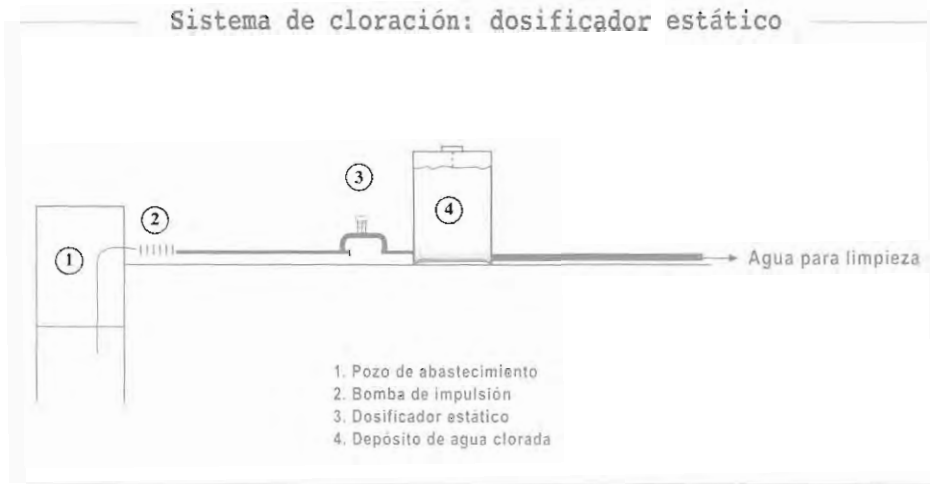 Sistema de cloración: dosificador estático
3
2
4
1
Agua para limpieza
1. Pozo de abastecimiento
2. Bomba de impulsión
3. Dosificador estático
4. Depósito de agua clorada